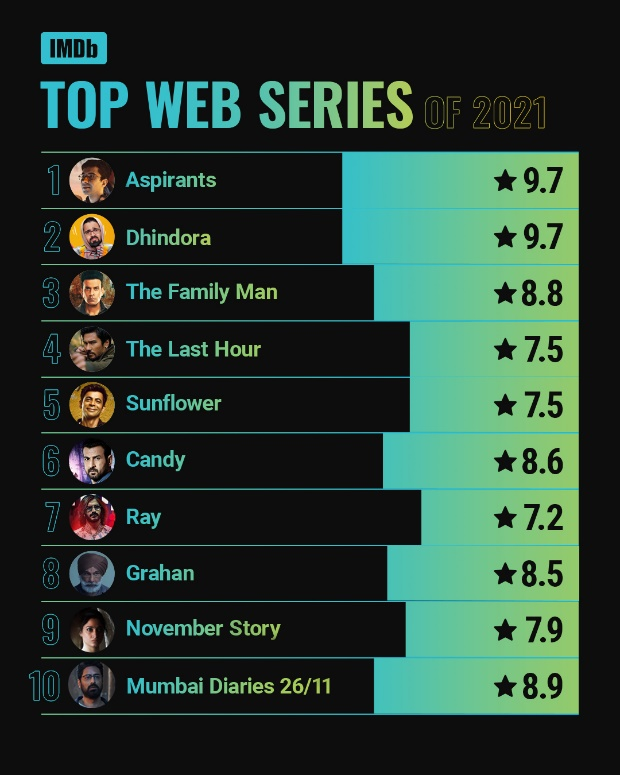 IMDb
TOP WEB SERIES OF 2021
1 Aspirants ★ 9.7
2 Dhindora ★ 9.7
3 The Family Man ★ 8.8
4 The Last Hour ★ 7.5
5 Sunflower ★ 7.5
6 Candy ★ 8.6
7 Ray ★ 7.2
8 Grahan ★ 8.5
9 November Story ★ 7.9
10 Mumbai Diaries 26/11 ★ 8.9